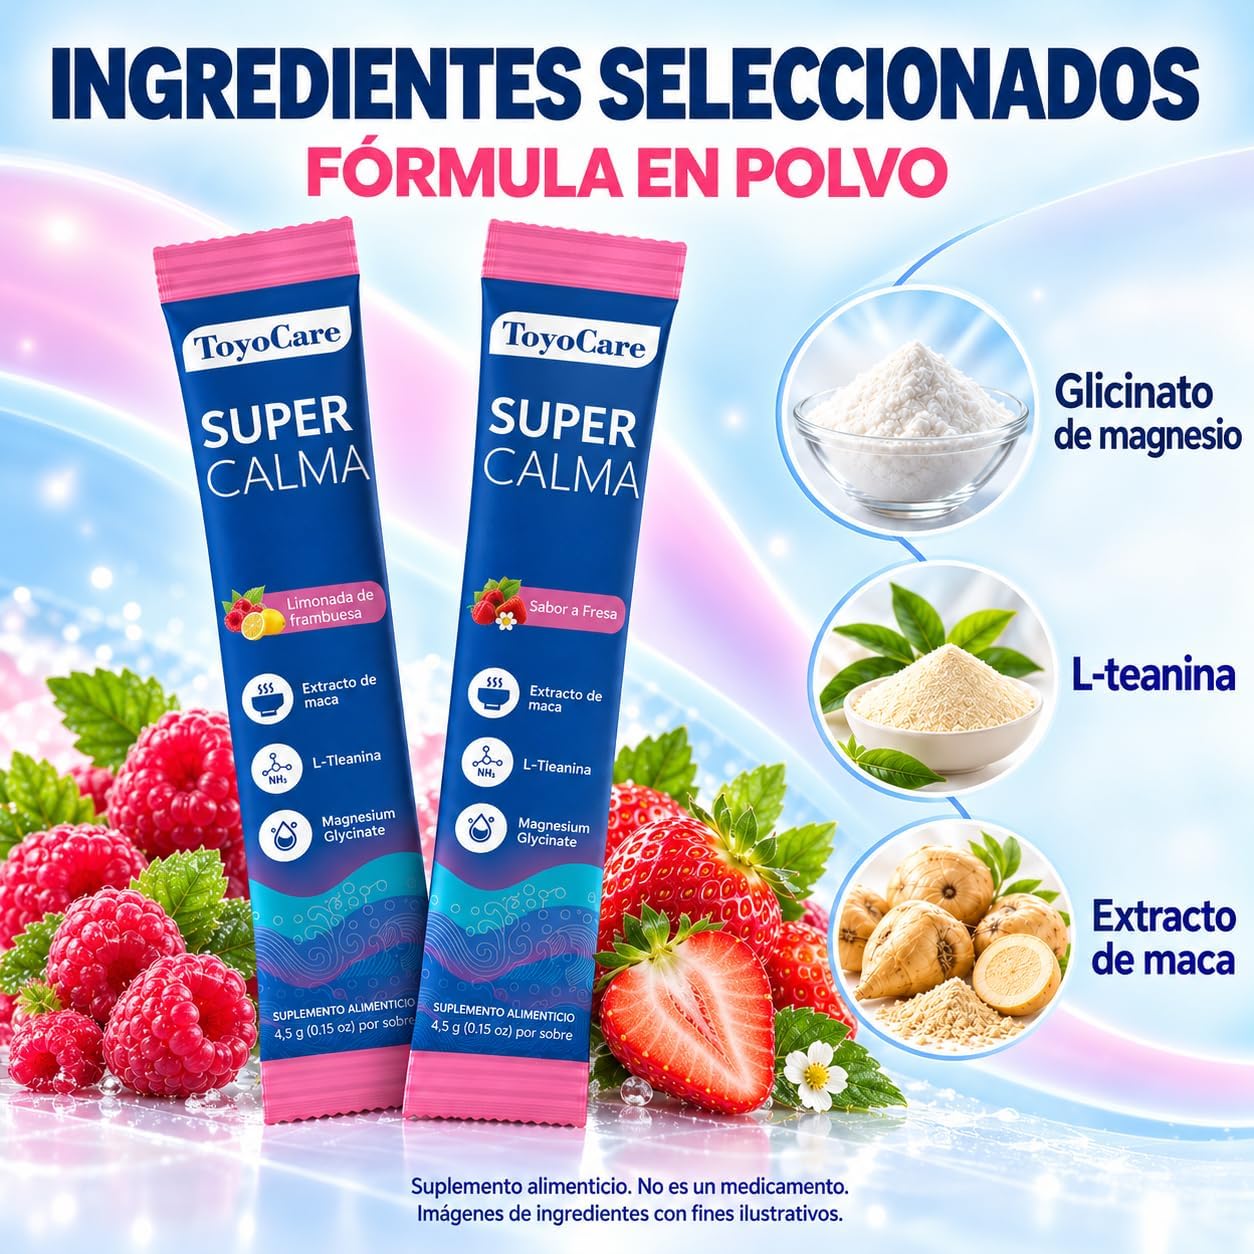 INGREDIENTES SELECCIONADOS
FÓRMULA EN POLVO
ToyoCare
SUPER
CALMA
Limonada de
frambuesa
Extracto de
maca
NH₃
L-Tleanina
Magnesium
Glycinate
SUPLEMENTO ALIMENTICIO
4,5 g (0.15 oz) por sobre
ToyoCare
SUPER
CALMA
Sabor a Fresa
Extracto de
maca
NH₃
L-Tleanina
Magnesium
Glycinate
SUPLEMENTO ALIMENTICIO
4,5 g (0.15 oz) por sobre
Glicinato
de magnesio
L-teanina
Extracto
de maca
Suplemento alimenticio. No es un medicamento.
Imágenes de ingredientes con fines ilustrativos.